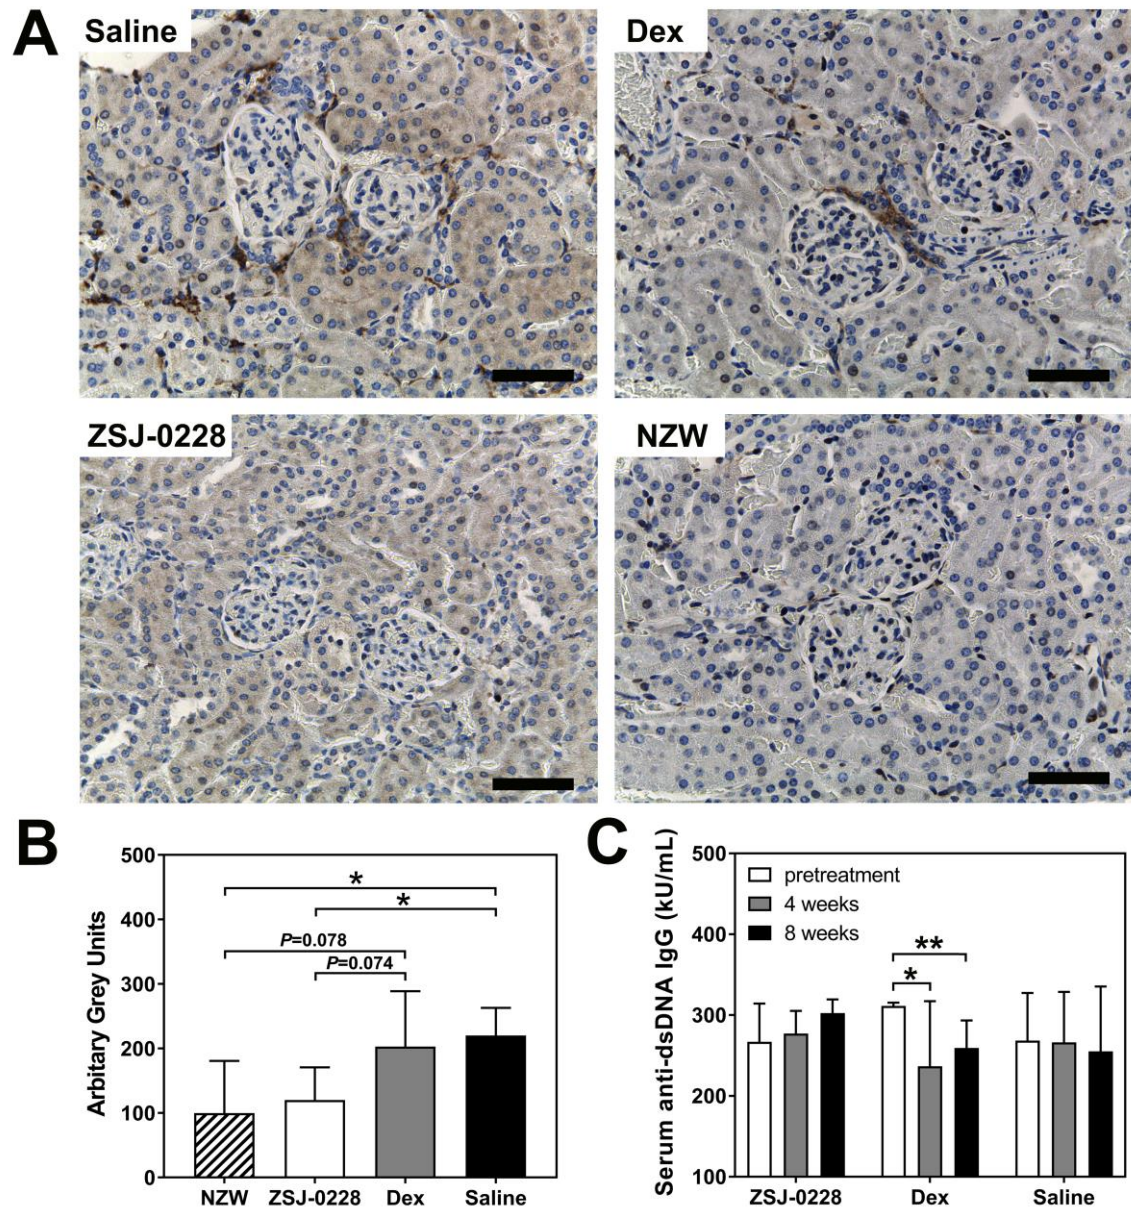 A
Saline
Dex
ZSJ-0228
NZW
B
500
400
300
200
100
0
Arbitary Grey Units
*
*
P=0.078
P=0.074
NZW ZSJ-0228 Dex Saline
C
500
400
300
200
100
Serum anti-dsDNA IgG (kU/mL)
pretreatment
4 weeks
8 weeks
**
*
ZSJ-0228 Dex Saline